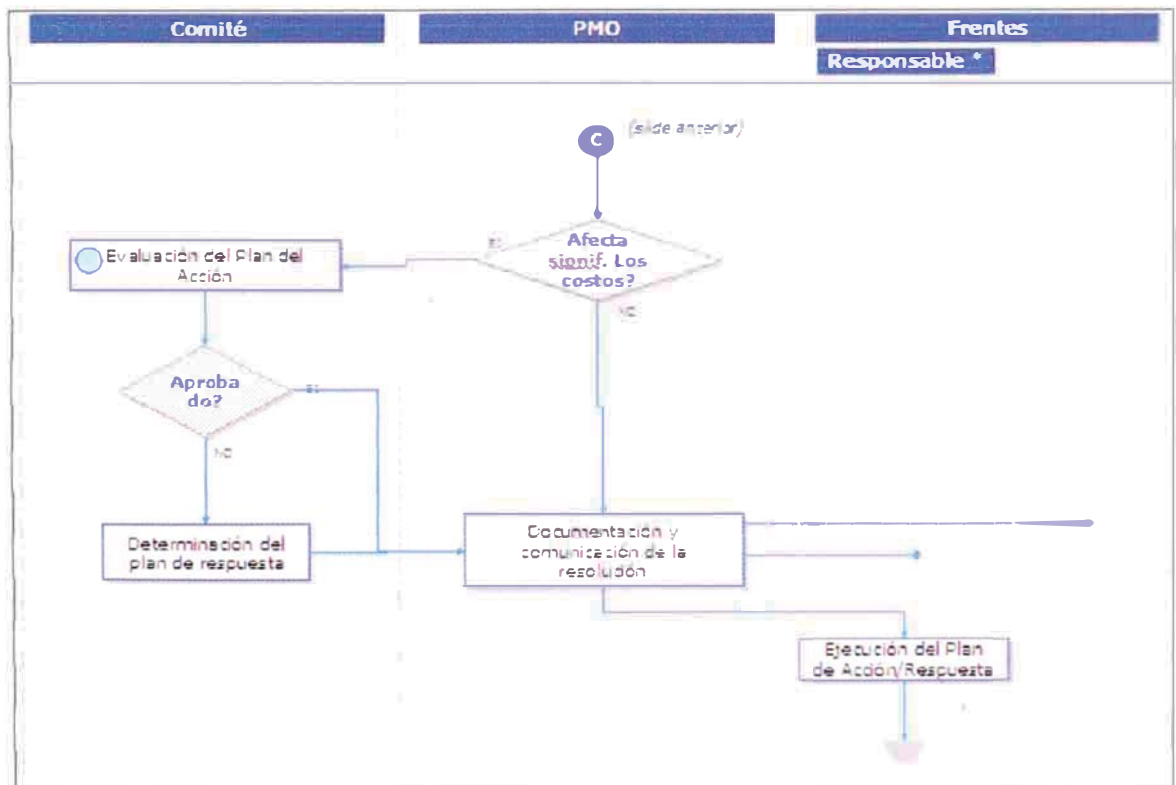 Comité
PMO
Frentes
Responsable *
C
(slide anterior)
Afecta
signif. Los
costos?
SI
NO
Evaluación del Plan del
Acción
Aproba
do?
SI
NO
Determinación del
plan de respuesta
Documentación y
comunicación de la
resolución
Ejecución del Plan
de Acción/Respuesta